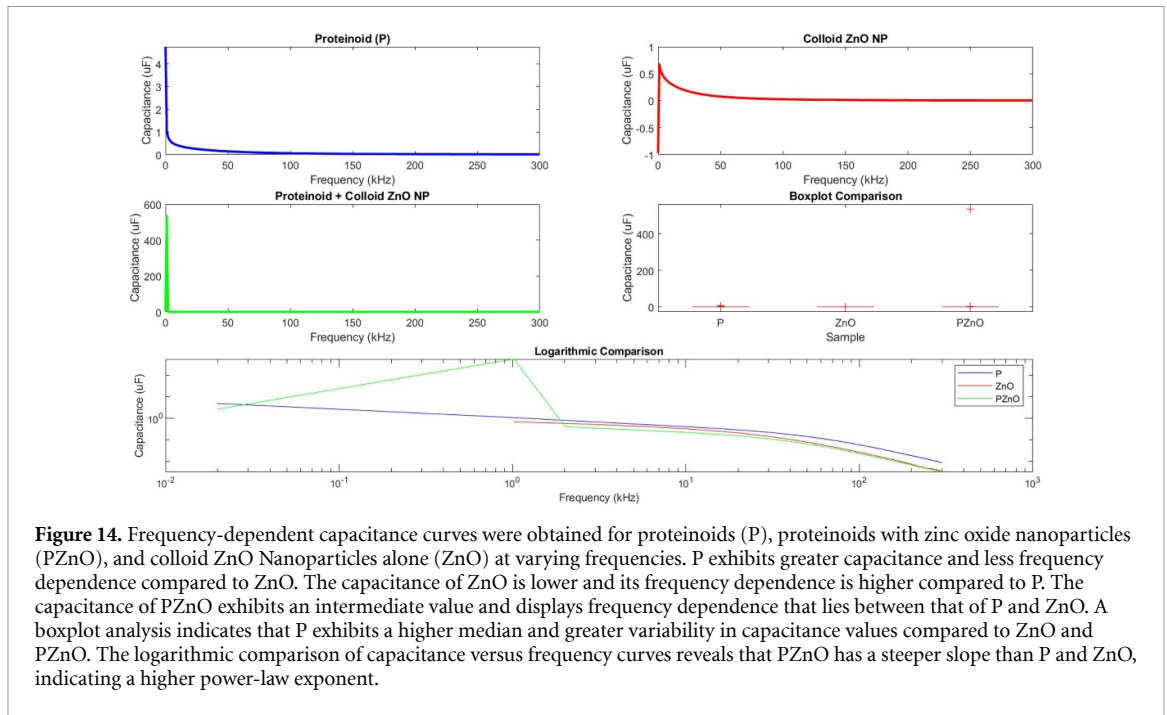 Proteinoid (P)
Capacitance (uF)
4
3
2
1
0
0 50 100 150 200 250 300
Frequency (kHz)
Colloid ZnO NP
Capacitance (uF)
1
0.5
0
-0.5
-1
0 50 100 150 200 250 300
Frequency (kHz)
Proteinoid + Colloid ZnO NP
Capacitance (uF)
600
400
200
0
0 50 100 150 200 250 300
Frequency (kHz)
Boxplot Comparison
Capacitance (uF)
400
200
0
P ZnO PZnO
Sample
Logarithmic Comparison
Capacitance (uF)
10^0
P
ZnO
PZnO
10^-2 10^-1 10^0 10^1 10^2 10^3
Frequency (kHz)
Figure 14. Frequency-dependent capacitance curves were obtained for proteinoids (P), proteinoids with zinc oxide nanoparticles
(PZnO), and colloid ZnO Nanoparticles alone (ZnO) at varying frequencies. P exhibits greater capacitance and less frequency
dependence compared to ZnO. The capacitance of ZnO is lower and its frequency dependence is higher compared to P. The
capacitance of PZnO exhibits an intermediate value and displays frequency dependence that lies between that of P and ZnO. A
boxplot analysis indicates that P exhibits a higher median and greater variability in capacitance values compared to ZnO and
PZnO. The logarithmic comparison of capacitance versus frequency curves reveals that PZnO has a steeper slope than P and ZnO,
indicating a higher power-law exponent.